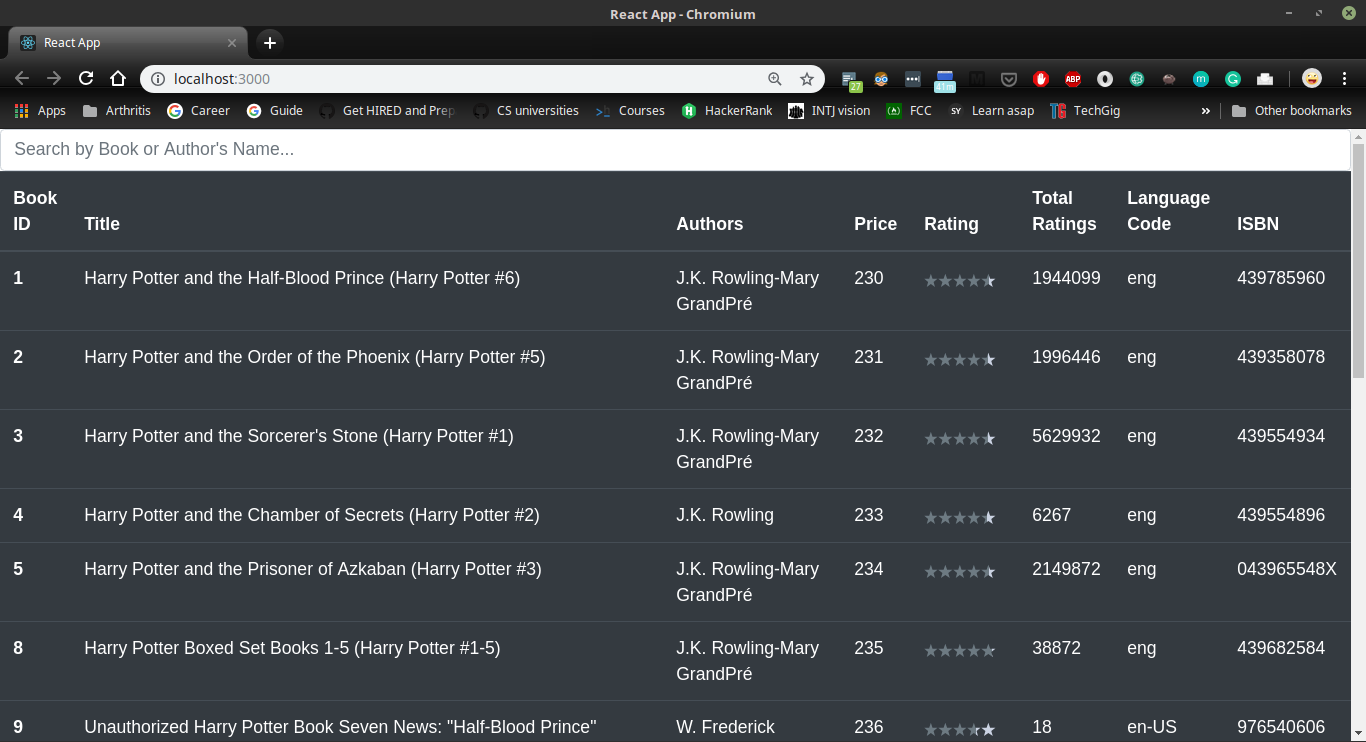 React App - Chromium
React App
localhost:3000
27
41m
ABP
m
Apps
Arthritis
Career
Guide
Get HIRED and Prep
CS universities
Courses
HackerRank
INTJ vision
FCC
SY
Learn asap
TechGig
»
Other bookmarks
Search by Book or Author's Name...
Book ID Title Authors Price Rating Total Ratings Language Code ISBN
1 Harry Potter and the Half-Blood Prince (Harry Potter #6) J.K. Rowling-Mary 230 1944099 eng 439785960
GrandPré
2 Harry Potter and the Order of the Phoenix (Harry Potter #5) J.K. Rowling-Mary 231 1996446 eng 439358078
GrandPré
3 Harry Potter and the Sorcerer's Stone (Harry Potter #1) J.K. Rowling-Mary 232 5629932 eng 439554934
GrandPré
4 Harry Potter and the Chamber of Secrets (Harry Potter #2) J.K. Rowling 233 6267 eng 439554896
5 Harry Potter and the Prisoner of Azkaban (Harry Potter #3) J.K. Rowling-Mary 234 2149872 eng 043965548X
GrandPré
8 Harry Potter Boxed Set Books 1-5 (Harry Potter #1-5) J.K. Rowling-Mary 235 38872 eng 439682584
GrandPré
9 Unauthorized Harry Potter Book Seven News: "Half-Blood Prince" W. Frederick 236 18 en-US 976540606